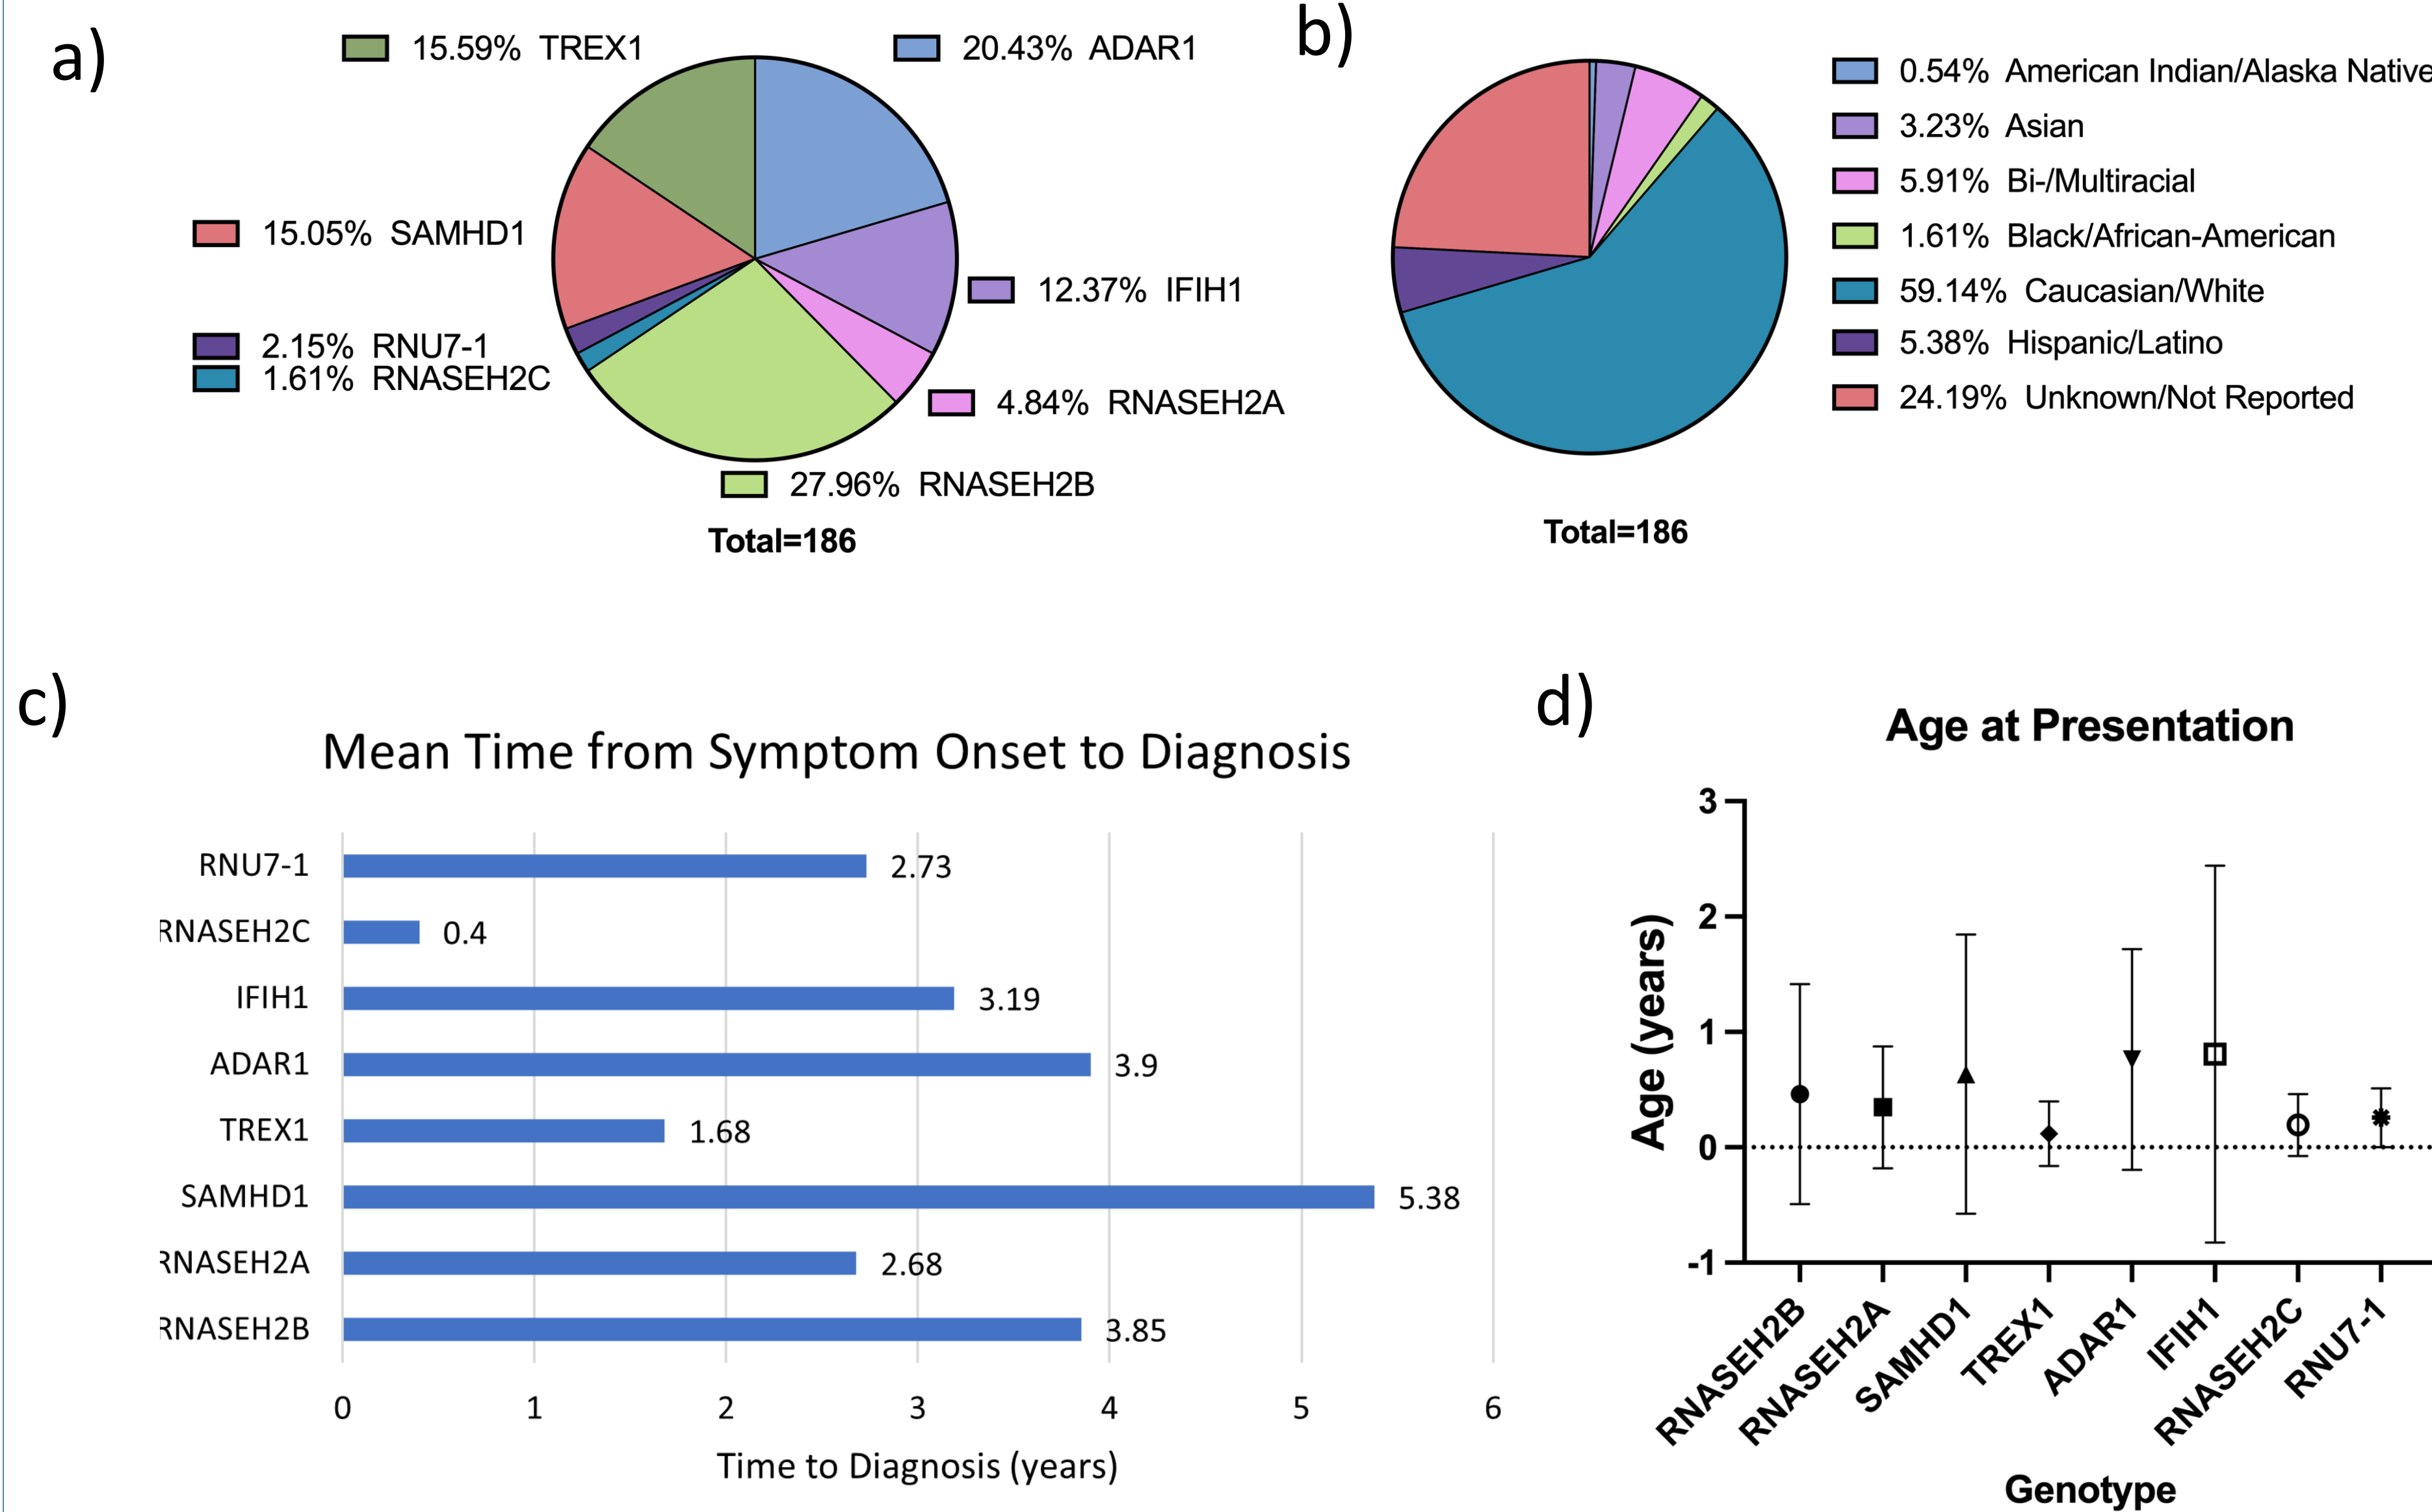 a)
15.59% TREX1
20.43% ADAR1
15.05% SAMHD1
12.37% IFIH1
2.15% RNU7-1
1.61% RNASEH2C
4.84% RNASEH2A
27.96% RNASEH2B
Total=186
b)
0.54% American Indian/Alaska Native
3.23% Asian
5.91% Bi-/Multiracial
1.61% Black/African-American
59.14% Caucasian/White
5.38% Hispanic/Latino
24.19% Unknown/Not Reported
Total=186
c)
Mean Time from Symptom Onset to Diagnosis
RNU7-1 2.73
RNASEH2C 0.4
IFIH1 3.19
ADAR1 3.9
TREX1 1.68
SAMHD1 5.38
RNASEH2A 2.68
RNASEH2B 3.85
0 1 2 3 4 5 6
Time to Diagnosis (years)
d)
Age at Presentation
Age (years)
3
2
1
0
-1
RNASEH2B
RNASEH2A
SAMHD1
TREX1
ADAR1
IFIH1
RNASEH2C
RNU7-1
Genotype